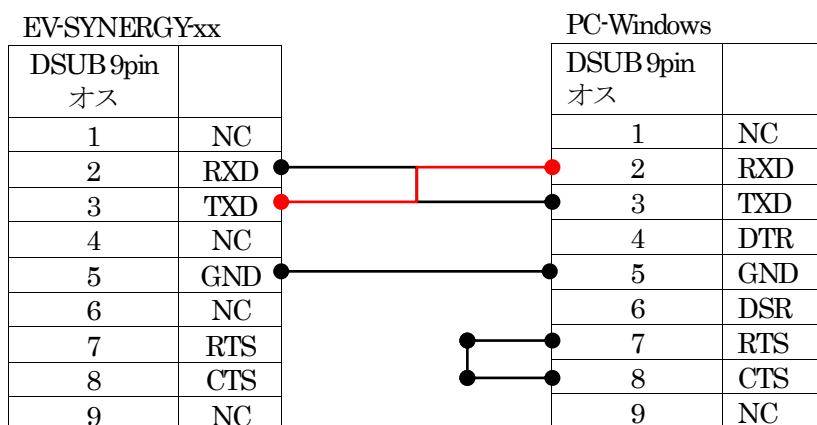 EV-SYNERGY-xx
DSUB 9pin
オス
1 NC
2 RXD
3 TXD
4 NC
5 GND
6 NC
7 RTS
8 CTS
9 NC
PC-Windows
DSUB 9pin
オス
1 NC
2 RXD
3 TXD
4 DTR
5 GND
6 DSR
7 RTS
8 CTS
9 NC